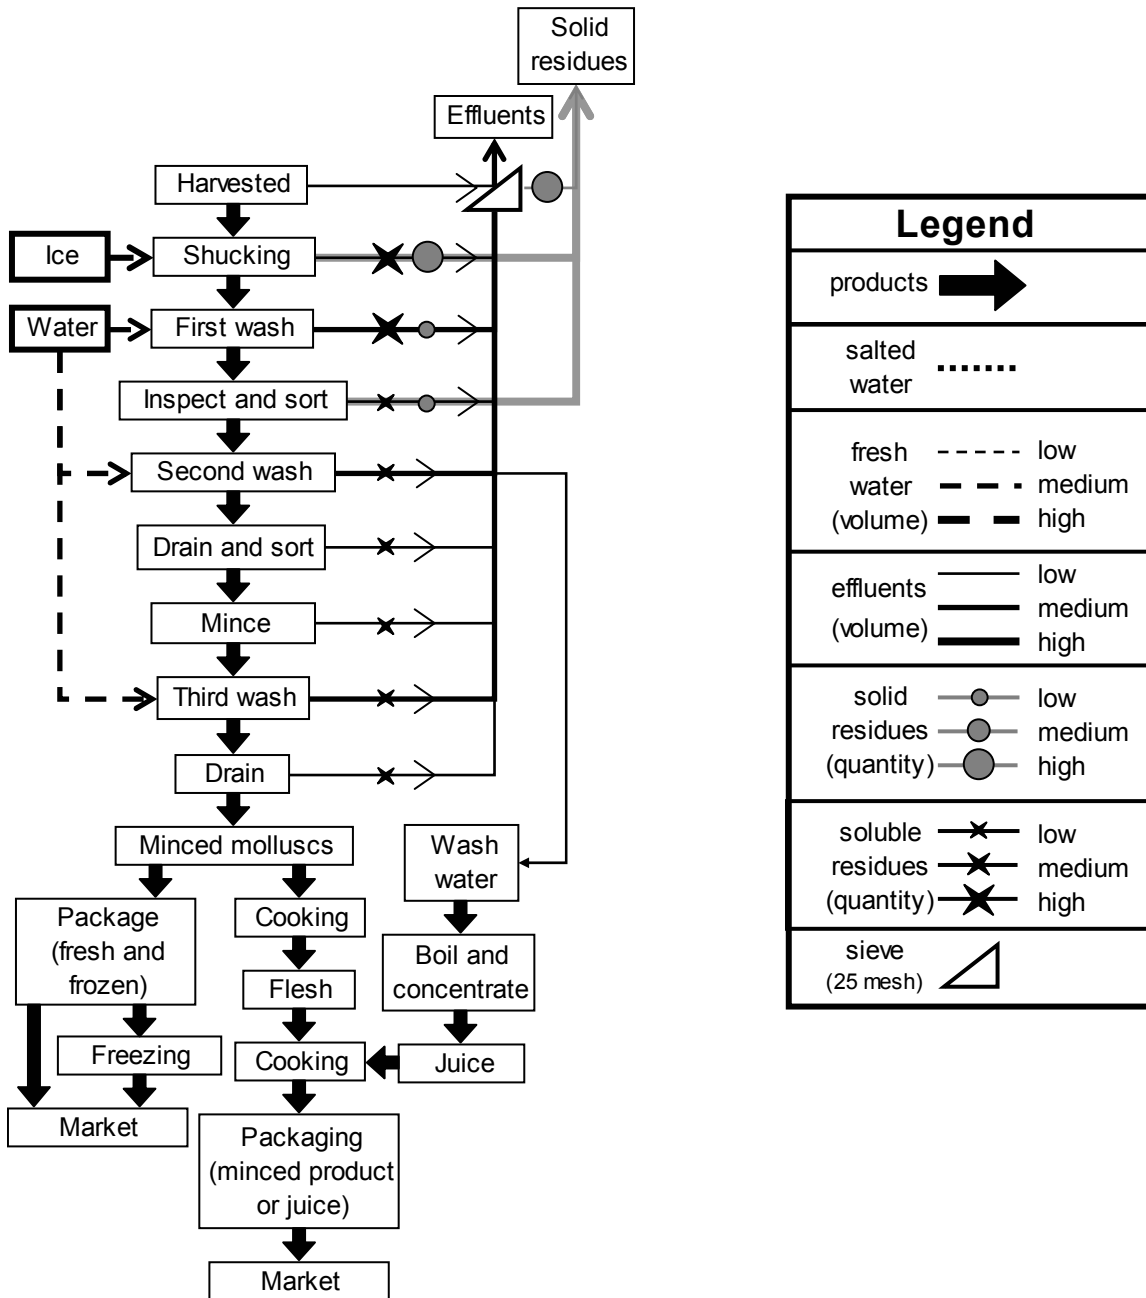 Solid
residues
Effluents
Harvested
Ice
Shucking
Water
First wash
Inspect and sort
Second wash
Drain and sort
Mince
Third wash
Drain
Minced molluscs
Wash
water
Package
(fresh and
frozen)
Cooking
Boil and
concentrate
Flesh
Freezing
Cooking
Juice
Market
Packaging
(minced product
or juice)
Market
Legend
products
salted
water
fresh
water
(volume)
low
medium
high
effluents
(volume)
low
medium
high
solid
residues
(quantity)
low
medium
high
soluble
residues
(quantity)
low
medium
high
sieve
(25 mesh)